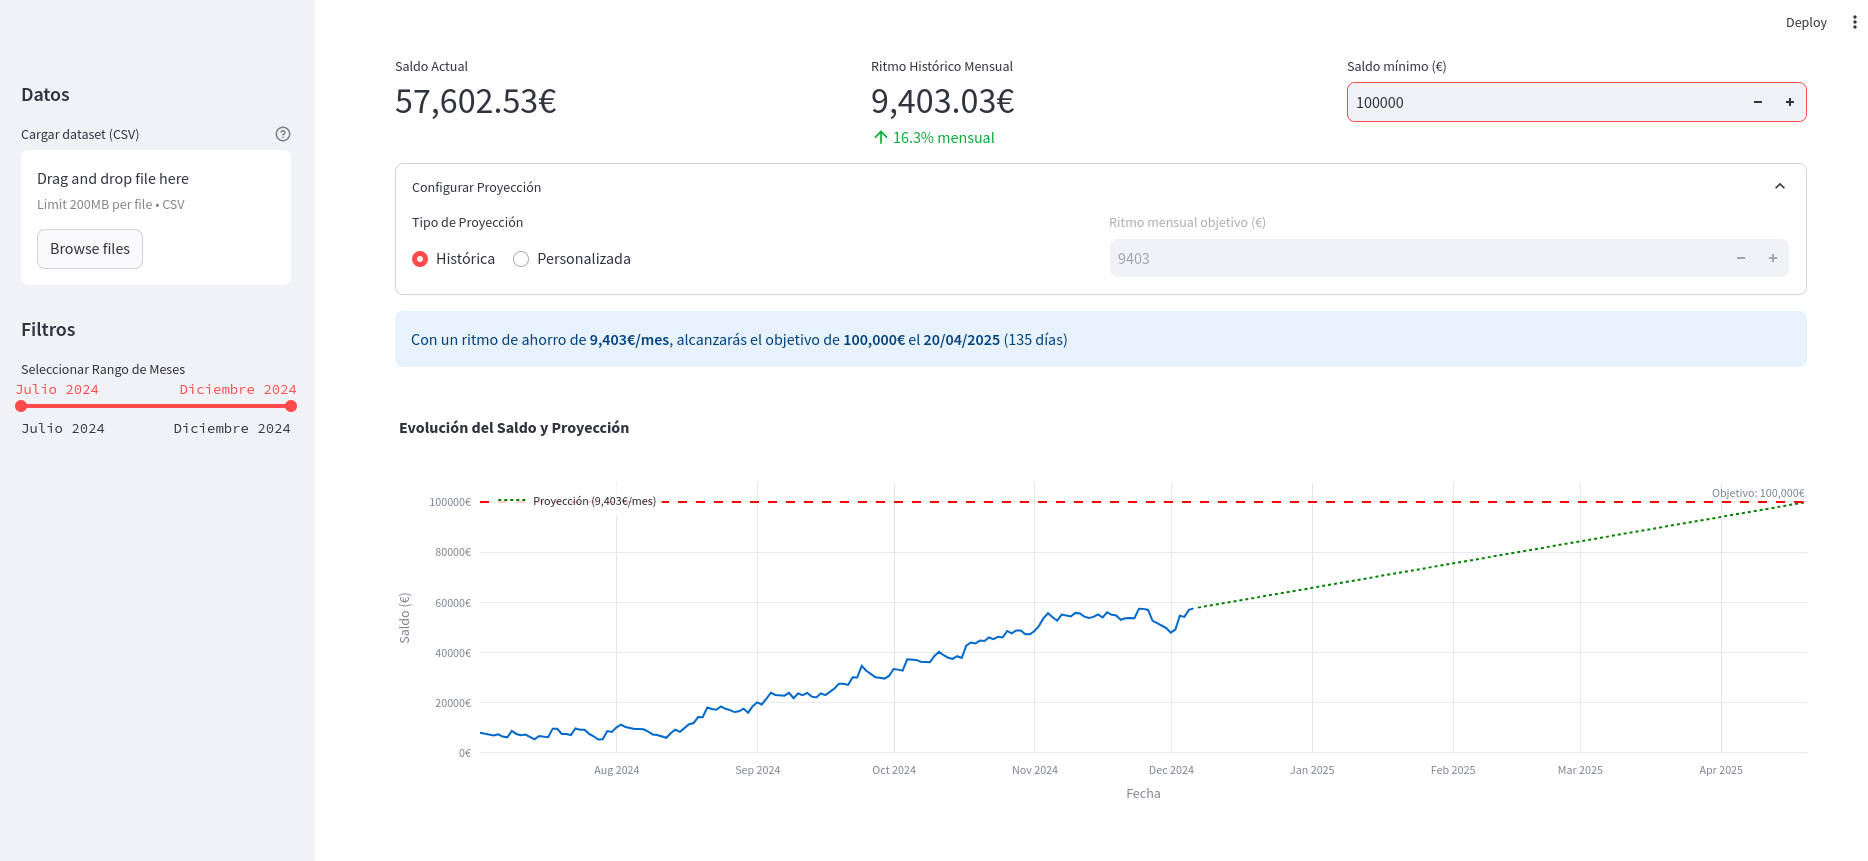 Deploy
Datos
Cargar dataset (CSV)
Drag and drop file here
Limit 200MB per file • CSV
Browse files
Filtros
Seleccionar Rango de Meses
Julio 2024 Diciembre 2024
Julio 2024 Diciembre 2024
Saldo Actual
57,602.53€
Ritmo Histórico Mensual
9,403.03€
16.3% mensual
Saldo mínimo (€)
100000
Configurar Proyección
Tipo de Proyección
Histórica Personalizada
Ritmo mensual objetivo (€)
9403
Con un ritmo de ahorro de 9,403€/mes, alcanzarás el objetivo de 100,000€ el 20/04/2025 (135 días)
Evolución del Saldo y Proyección
Objetivo: 100,000€
Proyección (9,403€/mes)
100000€
80000€
60000€
40000€
20000€
0€
Saldo (€)
Aug 2024 Sep 2024 Oct 2024 Nov 2024 Dec 2024 Jan 2025 Feb 2025 Mar 2025 Apr 2025
Fecha